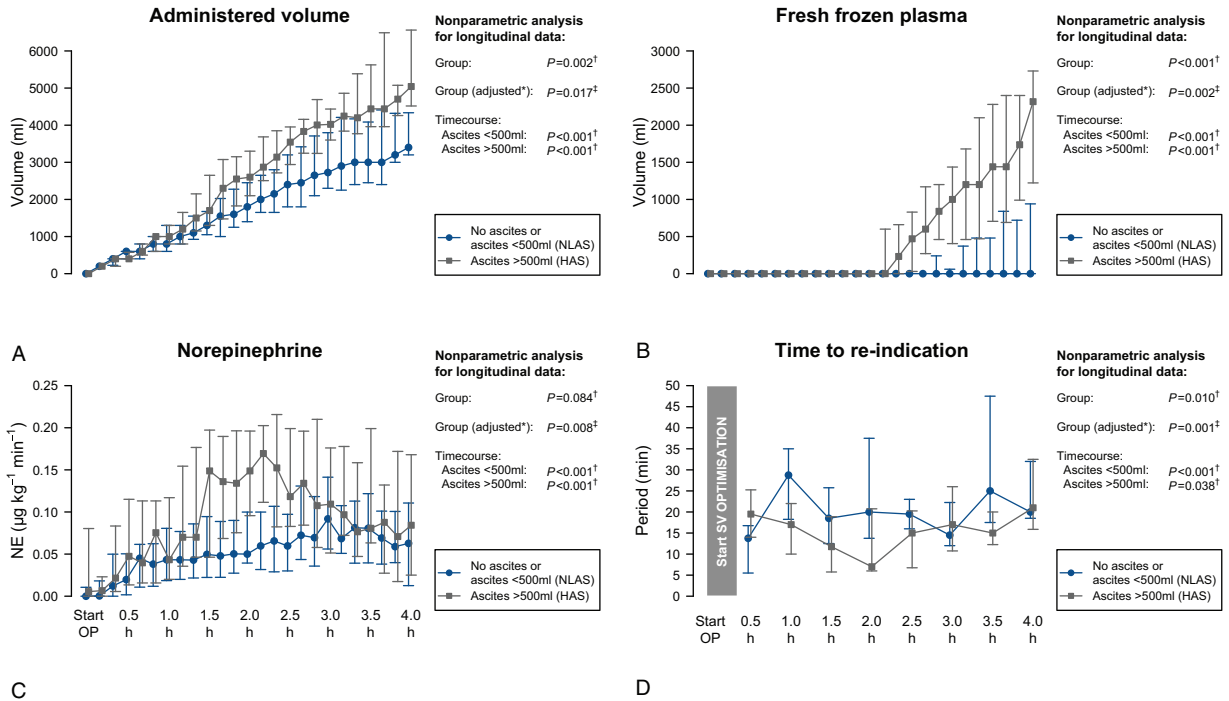 Administered volume
Volume (ml)
6000
5000
4000
3000
2000
1000
0
Nonparametric analysis
for longitudinal data:
Group: P=0.002†
Group (adjusted*): P=0.017‡
Timecourse:
Ascites <500ml: P<0.001†
Ascites >500ml: P<0.001†
No ascites or
ascites <500ml (NLAS)
Ascites >500ml (HAS)
A
Fresh frozen plasma
Volume (ml)
3000
2500
2000
1500
1000
500
0
Nonparametric analysis
for longitudinal data:
Group: P<0.001†
Group (adjusted*): P=0.002‡
Timecourse:
Ascites <500ml: P<0.001†
Ascites >500ml: P<0.001†
No ascites or
ascites <500ml (NLAS)
Ascites >500ml (HAS)
B
Norepinephrine
NE (µg kg−1 min−1)
0.25
0.20
0.15
0.10
0.05
0.00
Start 0.5 1.0 1.5 2.0 2.5 3.0 3.5 4.0
OP h h h h h h h h
Nonparametric analysis
for longitudinal data:
Group: P=0.084†
Group (adjusted*): P=0.008‡
Timecourse:
Ascites <500ml: P<0.001†
Ascites >500ml: P<0.001†
No ascites or
ascites <500ml (NLAS)
Ascites >500ml (HAS)
C
Time to re-indication
Period (min)
50
45
40
35
30
25
20
15
10
5
0
Start SV OPTIMISATION
Start 0.5 1.0 1.5 2.0 2.5 3.0 3.5 4.0
OP h h h h h h h h
Nonparametric analysis
for longitudinal data:
Group: P=0.010†
Group (adjusted*): P=0.001‡
Timecourse:
Ascites <500ml: P<0.001†
Ascites >500ml: P=0.038†
No ascites or
ascites <500ml (NLAS)
Ascites >500ml (HAS)
D